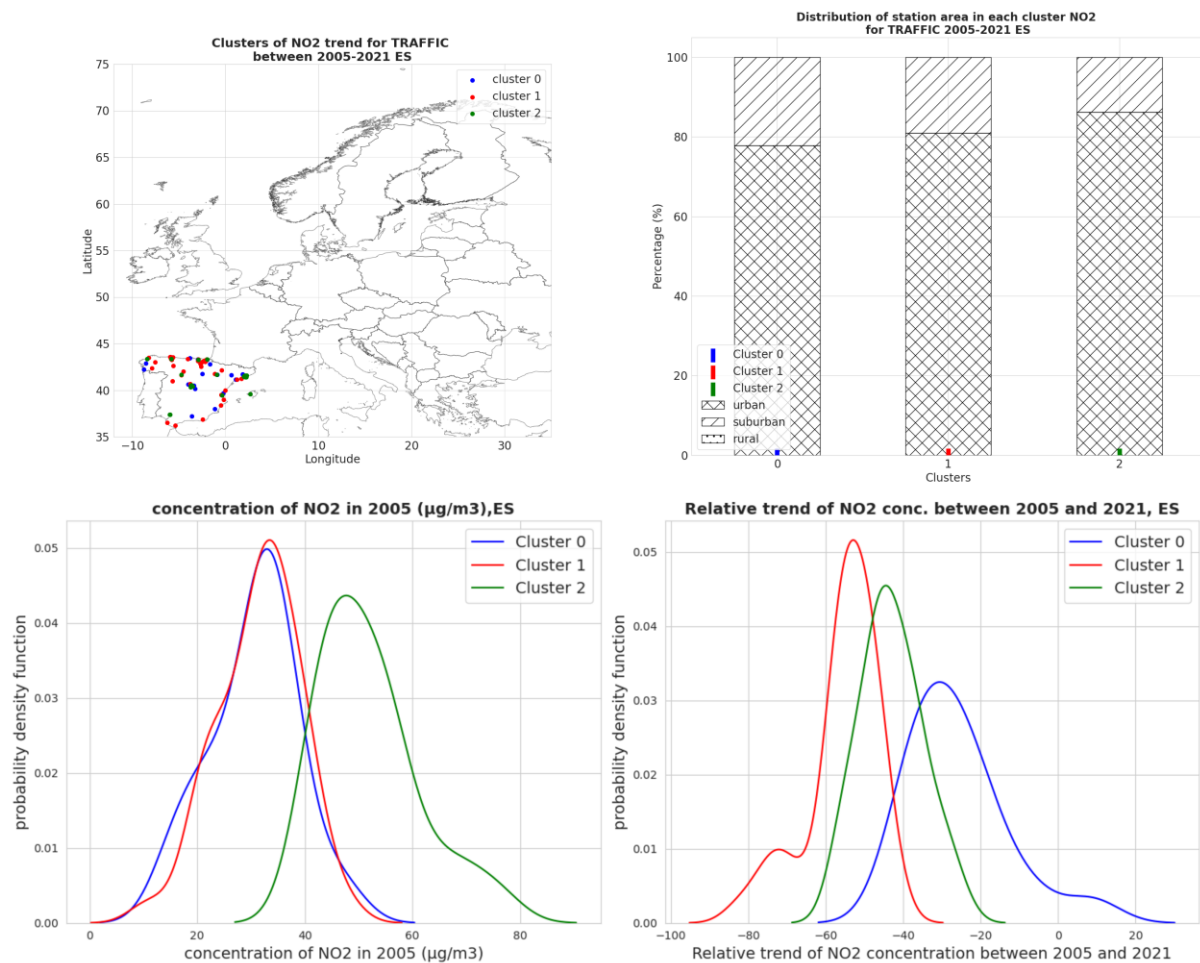 Clusters of NO2 trend for TRAFFIC
between 2005-2021 ES
75
70
65
60
55
50
45
40
35
Latitude
cluster 0
cluster 1
cluster 2
−10
0
10
20
30
Longitude
Distribution of station area in each cluster NO2
for TRAFFIC 2005-2021 ES
100
80
60
40
20
0
Percentage (%)
Cluster 0
Cluster 1
Cluster 2
urban
suburban
rural
0
1
2
Clusters
concentration of NO2 in 2005 (μg/m3),ES
0.05
0.04
0.03
0.02
0.01
0.00
probability density function
Cluster 0
Cluster 1
Cluster 2
0
20
40
60
80
concentration of NO2 in 2005 (μg/m3)
Relative trend of NO2 conc. between 2005 and 2021, ES
0.05
0.04
0.03
0.02
0.01
0.00
probability density function
Cluster 0
Cluster 1
Cluster 2
−100
−80
−60
−40
−20
0
20
Relative trend of NO2 concentration between 2005 and 2021